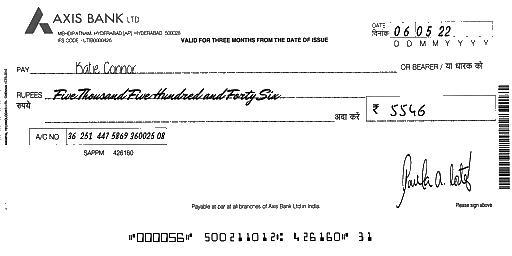 AXIS BANK LTD
MEHDIPATNAM, HYDERABAD [AP] HYDERABAD 500028
IFS CODE - UTIB0000426
VALID FOR THREE MONTHS FROM THE DATE OF ISSUE
DATE
दिनांक 06 05 22
D D M M Y Y Y Y
PAY Katie Connor OR BEARER / या धारक को
RUPEES Five Thousand Five Hundred and Forty Six
रुपये अदा करें ₹ 5546
A/C NO 36 251 447 5869 360025 08
SAPPM 426160
Payable at par at all branches of Axis Bank Ltd in India.
Please sign above
"000056" 500211012: 426160" 31